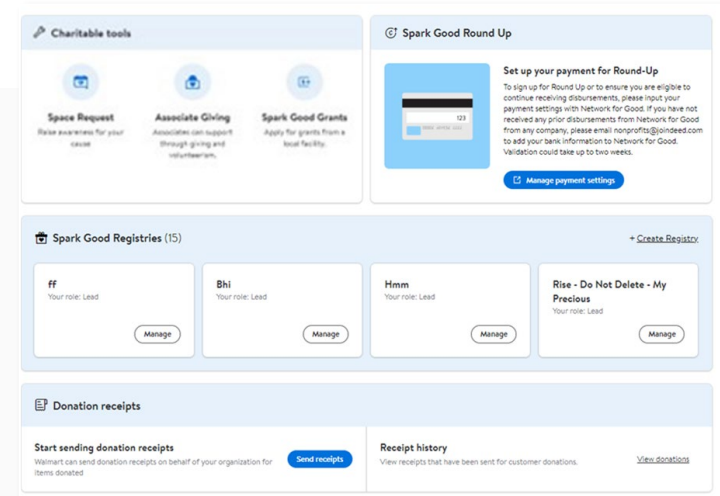 Charitable tools
Space Request
Raise awareness for your
cause
Associate Giving
Associates can support
through giving and
volunteerism.
Spark Good Grants
Apply for grants from a
local facility.
Spark Good Round Up
123
Set up your payment for Round-Up
To sign up for Round Up or to ensure you are eligible to
continue receiving disbursements, please input your
payment settings with Network for Good. If you have not
received any prior disbursements from Network for Good
from any company, please email nonprofits@joindeed.com
to add your bank information to Network for Good.
Validation could take up to two weeks.
Manage payment settings
Spark Good Registries (15)
+ Create Registry
ff
Your role: Lead
Manage
Bhi
Your role: Lead
Manage
Hmm
Your role: Lead
Manage
Rise - Do Not Delete - My
Precious
Your role: Lead
Manage
Donation receipts
Start sending donation receipts
Walmart can send donation receipts on behalf of your organization for
items donated
Send receipts
Receipt history
View receipts that have been sent for customer donations.
View donations